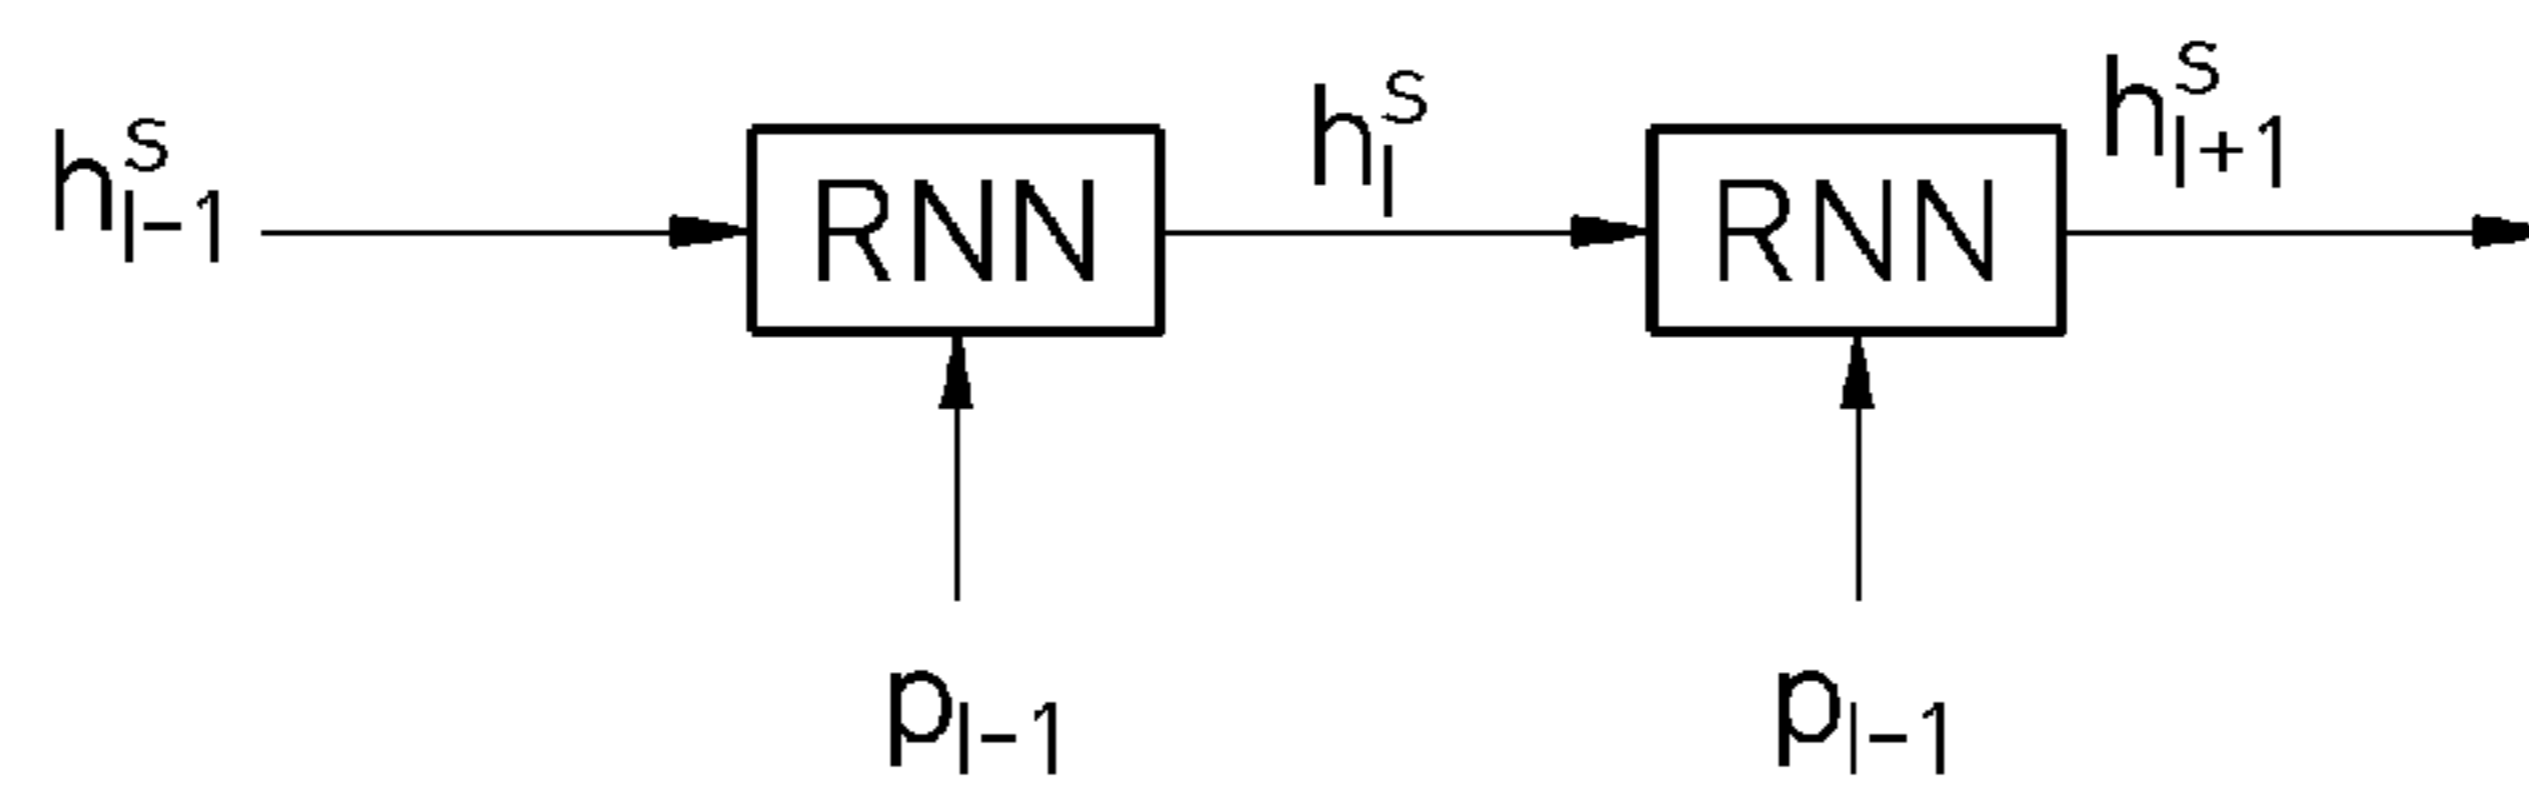 h^s_{l-1}
RNN
h^s_l
RNN
h^s_{l+1}
p_{l-1}
p_{l-1}